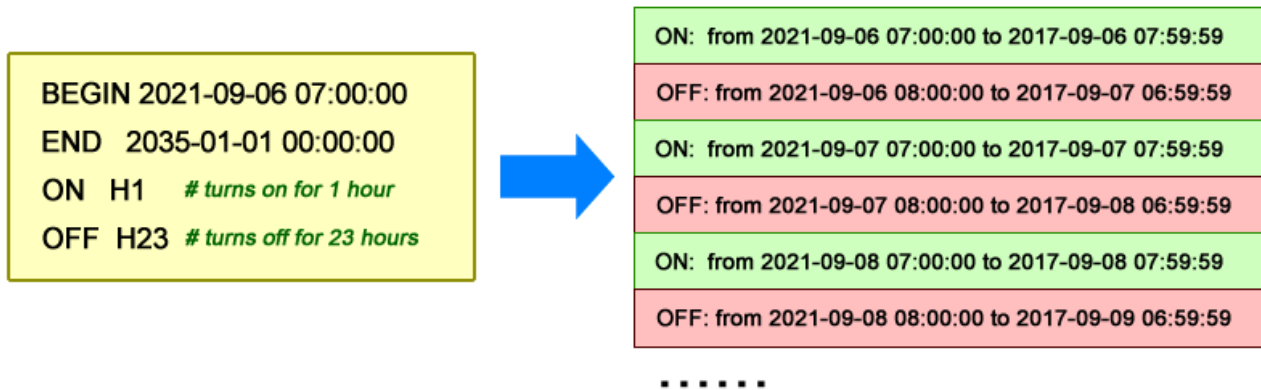 BEGIN 2021-09-06 07:00:00
END 2035-01-01 00:00:00
ON H1 # turns on for 1 hour
OFF H23 # turns off for 23 hours
ON: from 2021-09-06 07:00:00 to 2017-09-06 07:59:59
OFF: from 2021-09-06 08:00:00 to 2017-09-07 06:59:59
ON: from 2021-09-07 07:00:00 to 2017-09-07 07:59:59
OFF: from 2021-09-07 08:00:00 to 2017-09-08 06:59:59
ON: from 2021-09-08 07:00:00 to 2017-09-08 07:59:59
OFF: from 2021-09-08 08:00:00 to 2017-09-09 06:59:59
......